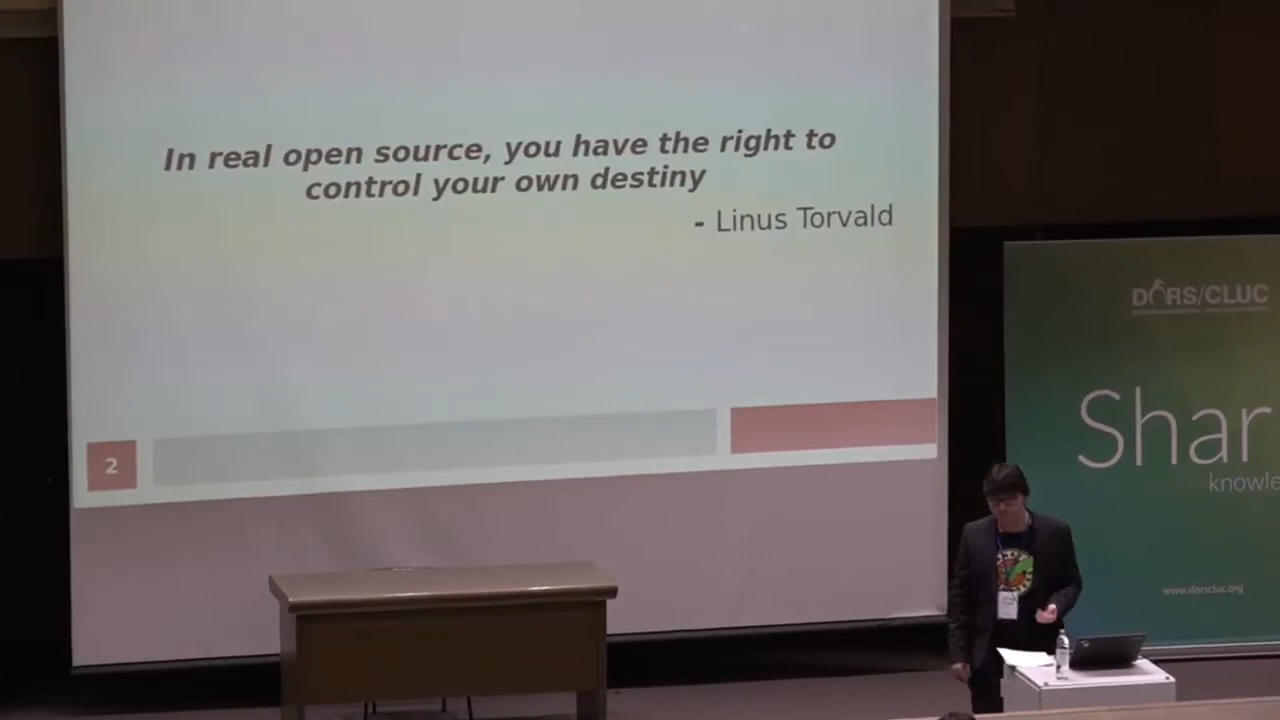 In real open source, you have the right to
control your own destiny
- Linus Torvald
2
DORS/CLUC
Shar
knowle
www.dorscluc.org